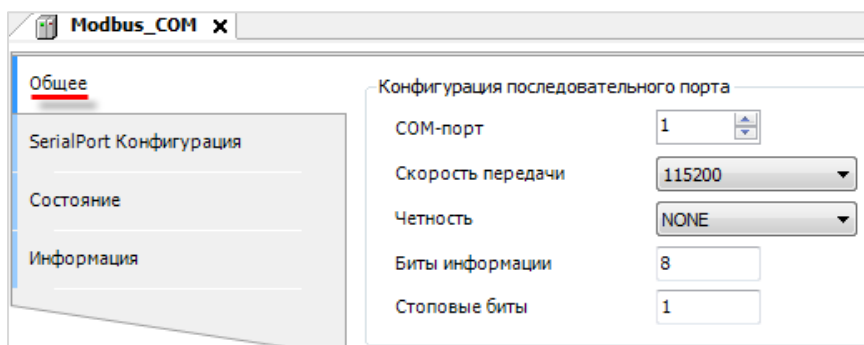 Modbus_COM x
Общее
SerialPort Конфигурация
Состояние
Информация
Конфигурация последовательного порта
COM-порт 1
Скорость передачи 115200
Четность NONE
Биты информации 8
Стоповые биты 1